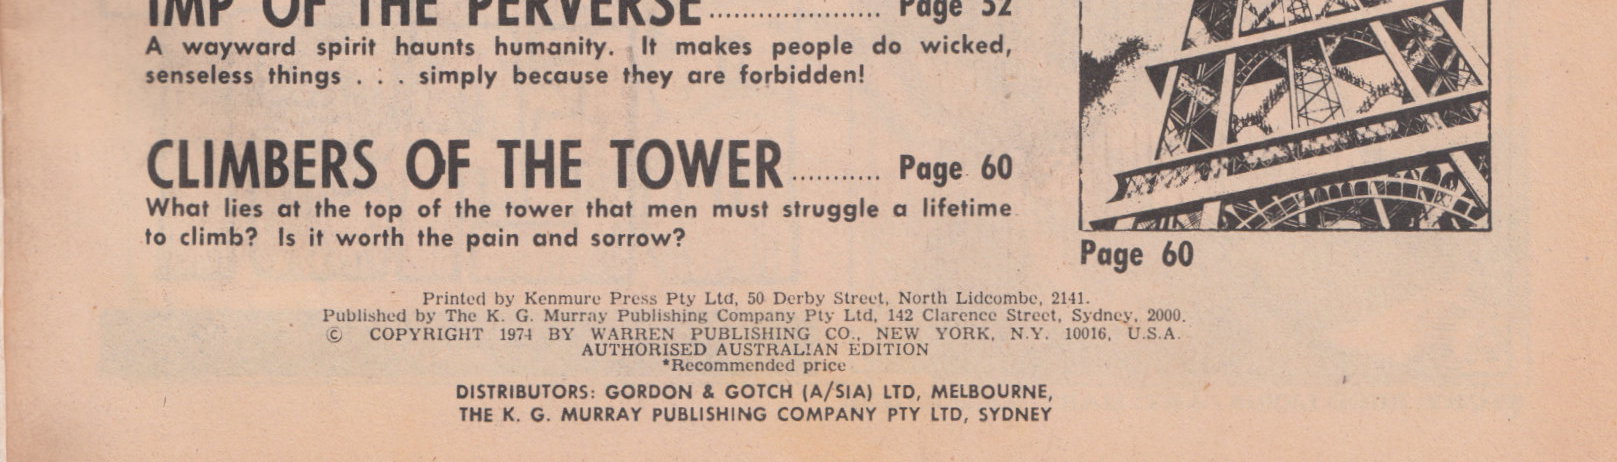 IMP OF THE PERVERSE.................... Page 52
A wayward spirit haunts humanity. It makes people do wicked,
senseless things . . . simply because they are forbidden!
CLIMBERS OF THE TOWER........... Page 60
What lies at the top of the tower that men must struggle a lifetime
to climb? Is it worth the pain and sorrow?
Page 60
Printed by Kenmure Press Pty Ltd, 50 Derby Street, North Lidcombe, 2141.
Published by The K. G. Murray Publishing Company Pty Ltd, 142 Clarence Street, Sydney, 2000.
© COPYRIGHT 1974 BY WARREN PUBLISHING CO., NEW YORK, N.Y. 10016, U.S.A.
AUTHORISED AUSTRALIAN EDITION
*Recommended price
DISTRIBUTORS: GORDON & GOTCH (A/SIA) LTD, MELBOURNE,
THE K. G. MURRAY PUBLISHING COMPANY PTY LTD, SYDNEY